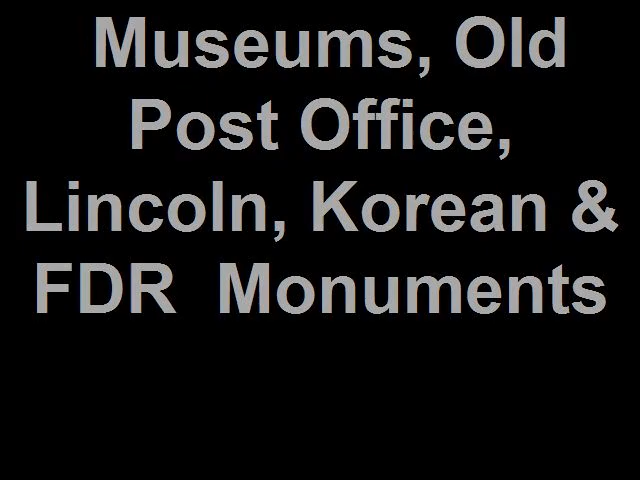 Museums, Old
Post Office,
Lincoln, Korean &
FDR  Monuments